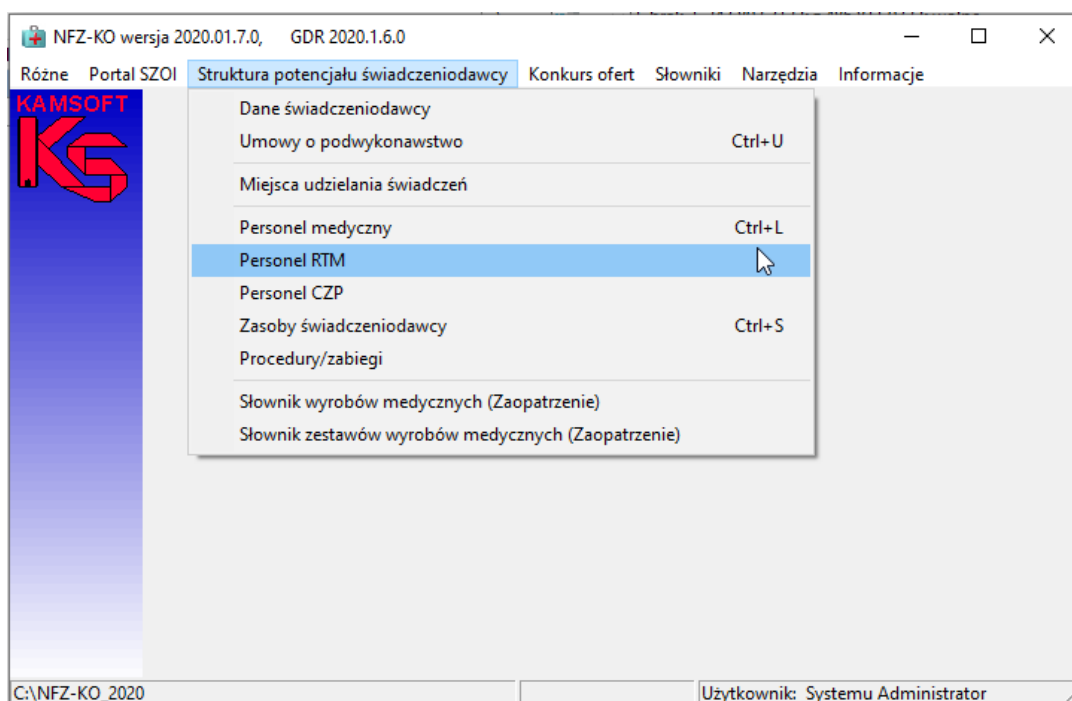 NFZ-KO wersja 2020.01.7.0, GDR 2020.1.6.0
Różne Portal SZOI Struktura potencjału świadczeniodawcy Konkurs ofert Słowniki Narzędzia Informacje
KAMSOFT
KS
Dane świadczeniodawcy
Umowy o podwykonawstwo Ctrl+U
Miejsca udzielania świadczeń
Personel medyczny Ctrl+L
Personel RTM
Personel CZP
Zasoby świadczeniodawcy Ctrl+S
Procedury/zabiegi
Słownik wyrobów medycznych (Zaopatrzenie)
Słownik zestawów wyrobów medycznych (Zaopatrzenie)
C:\NFZ-KO_2020 Użytkownik: Systemu Administrator